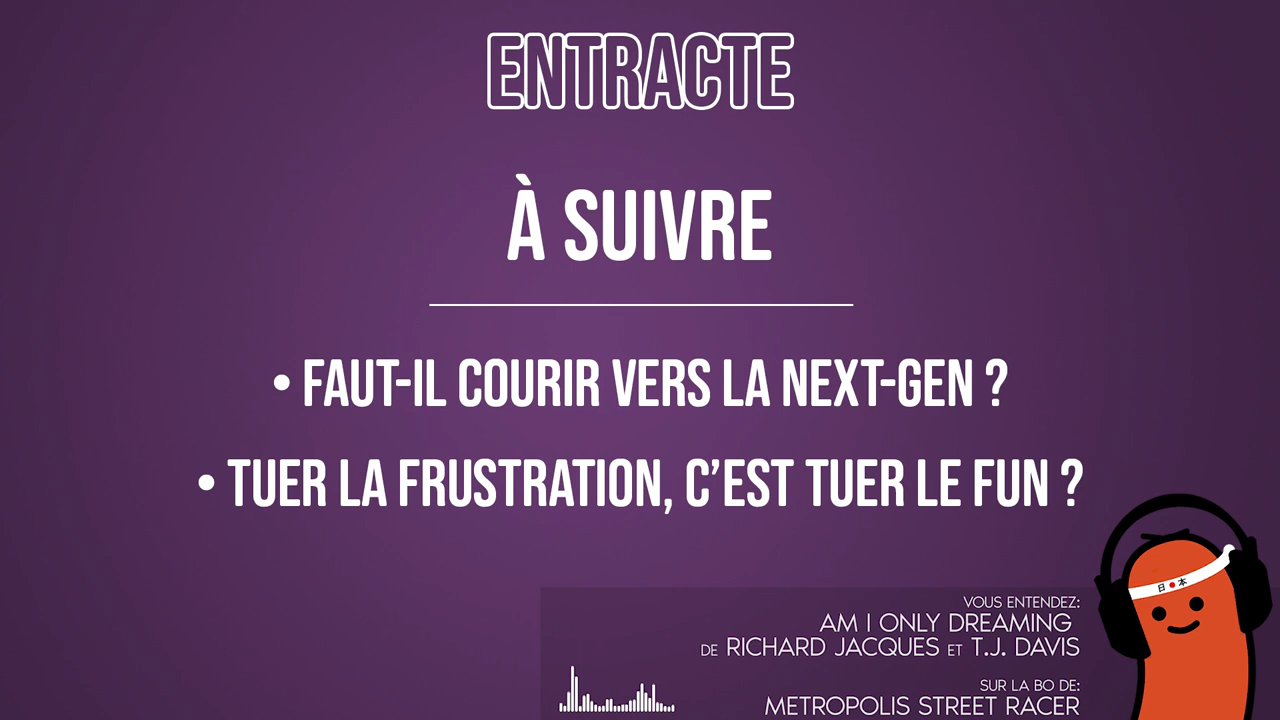 ENTRACTE
À SUIVRE
• FAUT-IL COURIR VERS LA NEXT-GEN ?
• TUER LA FRUSTRATION, C’EST TUER LE FUN ?
日本
VOUS ENTENDEZ:
AM I ONLY DREAMING
DE RICHARD JACQUES ET T.J. DAVIS
SUR LA BO DE:
METROPOLIS STREET RACER